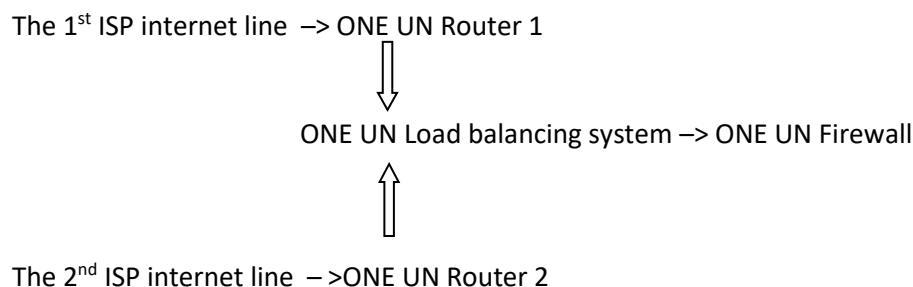 The 1st ISP internet line –> ONE UN Router 1
ONE UN Load balancing system –> ONE UN Firewall
The 2nd ISP internet line – >ONE UN Router 2